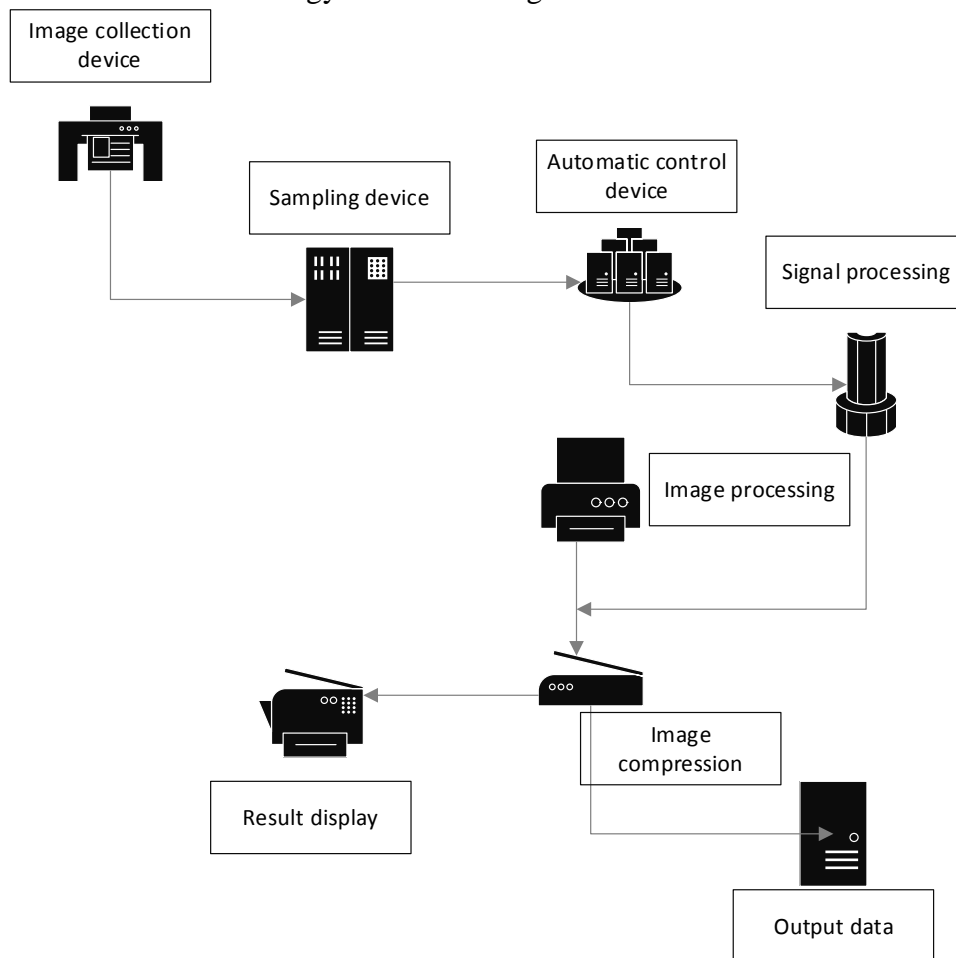 Image collection
device
Sampling device
Automatic control
device
Signal processing
Image processing
Image
compression
Result display
Output data